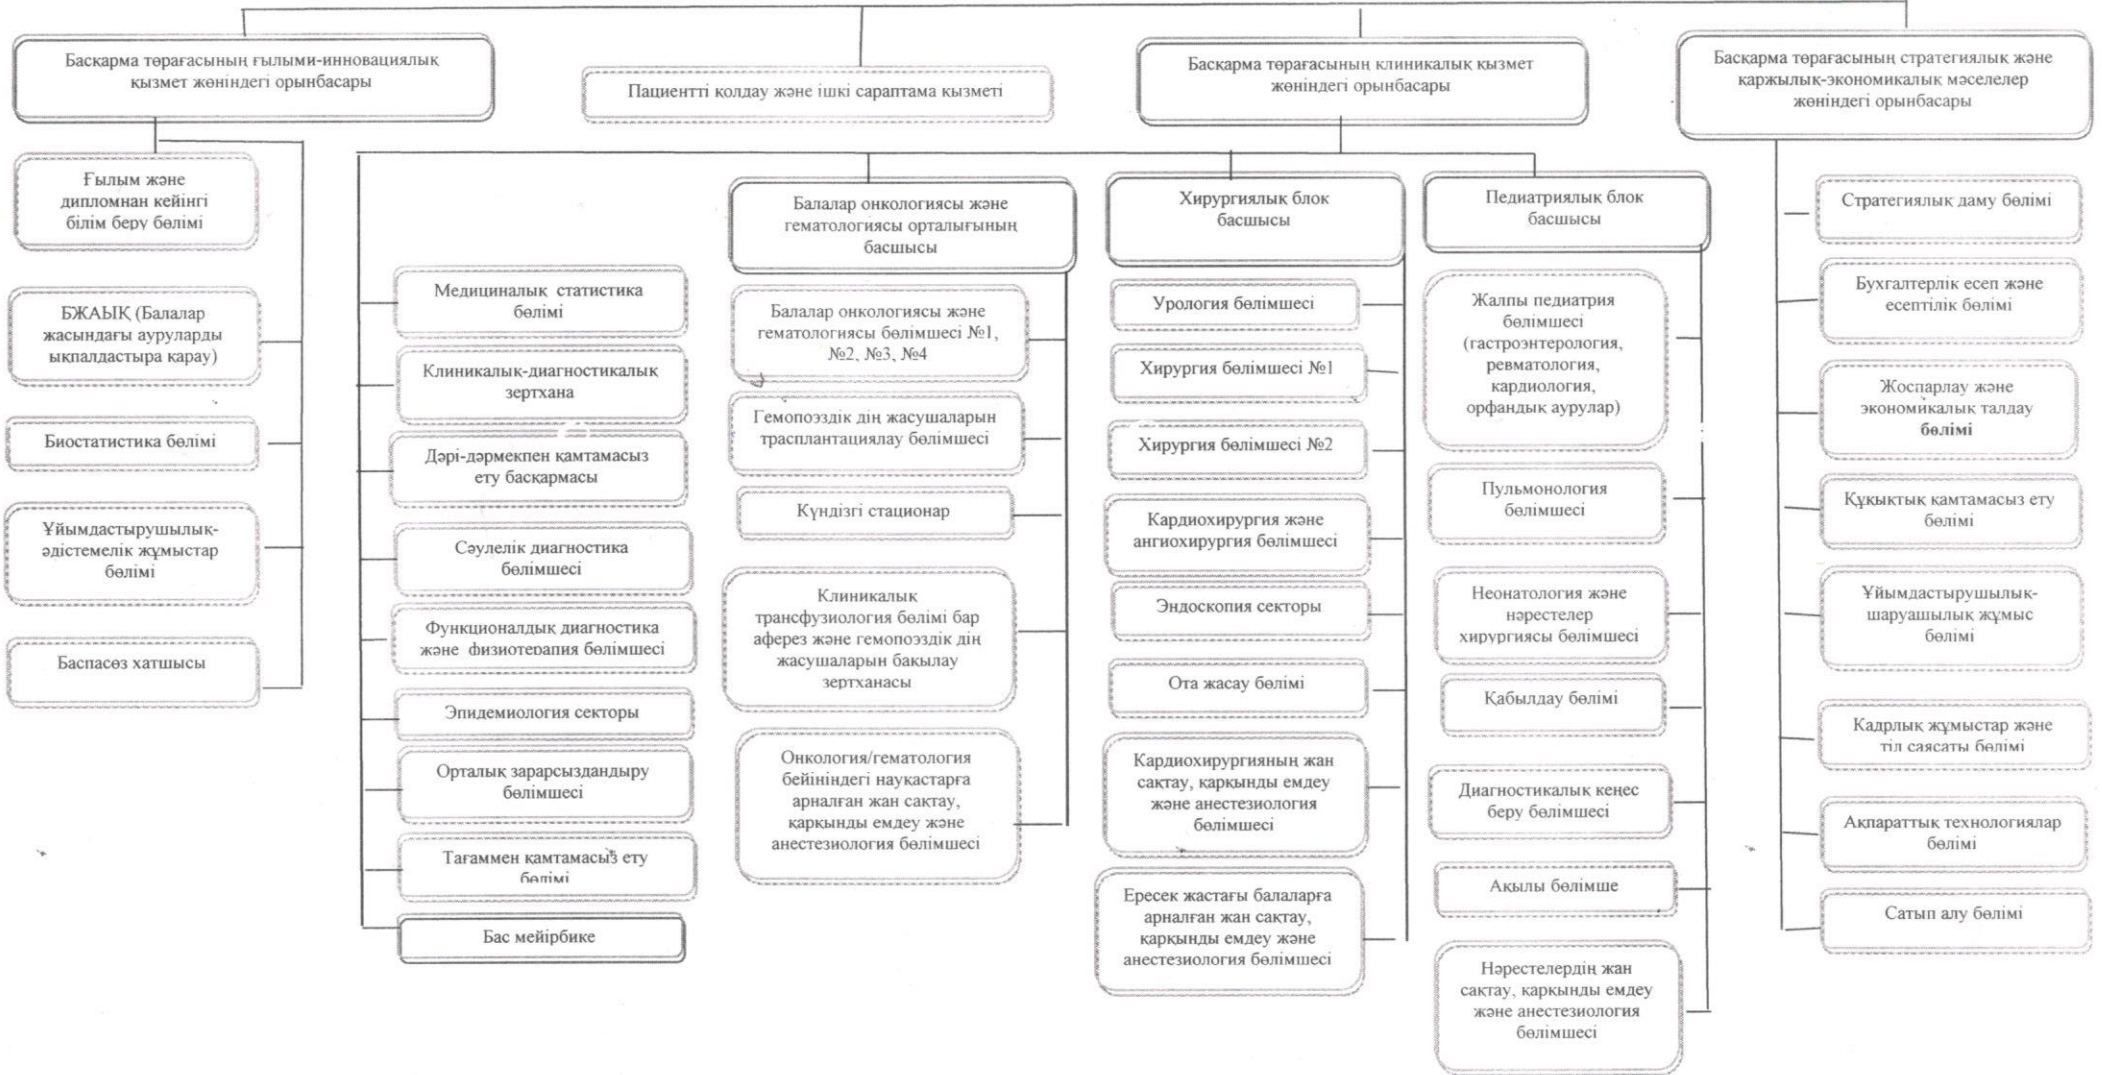 Басқарма төрағасының ғылыми-инновациялық
қызмет жөніндегі орынбасары
Пациентті қолдау және ішкі сараптама қызметі
Басқарма төрағасының клиникалық қызмет
жөніндегі орынбасары
Басқарма төрағасының стратегиялық және
қаржылық-экономикалық мәселелер
жөніндегі орынбасары
Ғылым және
дипломнан кейінгі
білім беру бөлімі
БЖАЫҚ (Балалар
жасындағы ауруларды
ықпалдастыра қарау)
Биостатистика бөлімі
Ұйымдастырушылық-
әдістемелік жұмыстар
бөлімі
Баспасөз хатшысы
Медициналық статистика
бөлімі
Клиникалық-диагностикалық
зертхана
Дәрі-дәрмекпен қамтамасыз
ету басқармасы
Сәулелік диагностика
бөлімшесі
Функционалдық диагностика
және физиотерапия бөлімшесі
Эпидемиология секторы
Орталық зарарсыздандыру
бөлімшесі
Тағаммен қамтамасыз ету
бөлімі
Бас мейірбике
Балалар онкологиясы және
гематологиясы орталығының
басшысы
Балалар онкологиясы және
гематологиясы бөлімшесі №1,
№2, №3, №4
Гемопоэздік дің жасушаларын
трасплантациялау бөлімшесі
Күндізгі стационар
Клиникалық
трансфузиология бөлімі бар
аферез және гемопоэздік дің
жасушаларын бақылау
зертханасы
Онкология/гематология
бейініндегі науқастарға
арналған жан сақтау,
қарқынды емдеу және
анестезиология бөлімшесі
Хирургиялық блок
басшысы
Урология бөлімшесі
Хирургия бөлімшесі №1
Хирургия бөлімшесі №2
Кардиохирургия және
ангиохирургия бөлімшесі
Эндоскопия секторы
Ота жасау бөлімі
Кардиохирургияның жан
сақтау, қарқынды емдеу
және анестезиология
бөлімшесі
Ересек жастағы балаларға
арналған жан сақтау,
қарқынды емдеу және
анестезиология бөлімшесі
Педиатриялық блок
басшысы
Жалпы педиатрия
бөлімшесі
(гастроэнтерология,
ревматология,
кардиология,
орфандық аурулар)
Пульмонология
бөлімшесі
Неонатология және
нәрестелер
хирургиясы бөлімшесі
Қабылдау бөлімі
Диагностикалық кеңес
беру бөлімшесі
Ақылы бөлімше
Нәрестелердің жан
сақтау, қарқынды емдеу
және анестезиология
бөлімшесі
Стратегиялық даму бөлімі
Бухгалтерлік есеп және
есептілік бөлімі
Жоспарлау және
экономикалық талдау
бөлімі
Құқықтық қамтамасыз ету
бөлімі
Ұйымдастырушылық-
шаруашылық жұмыс
бөлімі
Кадрлық жұмыстар және
тіл саясаты бөлімі
Ақпараттық технологиялар
бөлімі
Сатып алу бөлімі